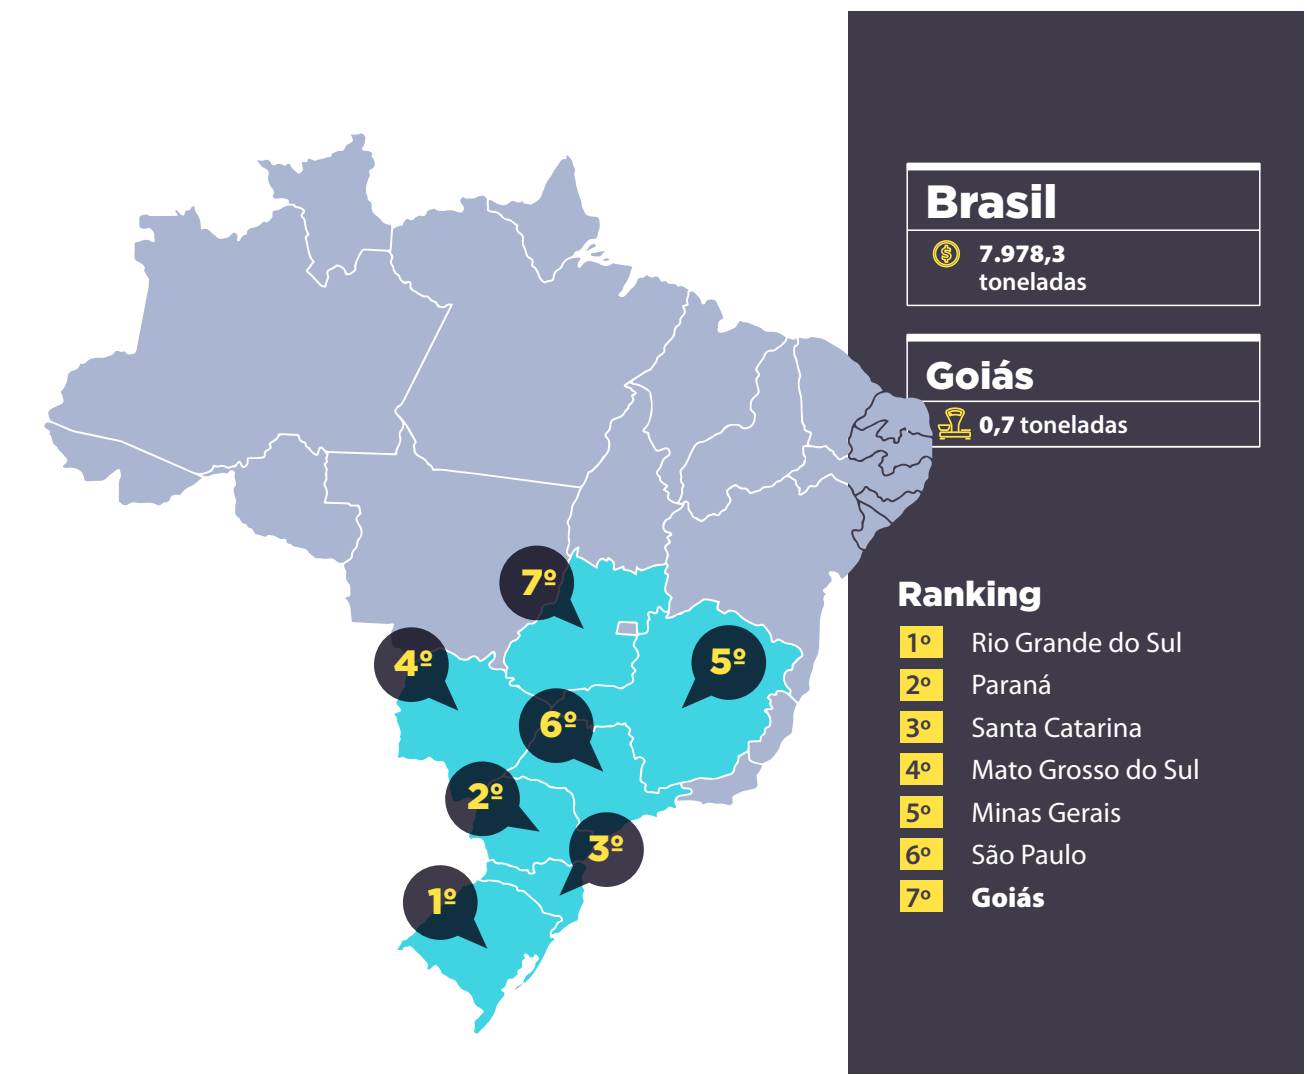 Brasil
7.978,3
toneladas
Goiás
0,7 toneladas
7º
4º
5º
6º
2º
3º
1º
Ranking
1º Rio Grande do Sul
2º Paraná
3º Santa Catarina
4º Mato Grosso do Sul
5º Minas Gerais
6º São Paulo
7º Goiás